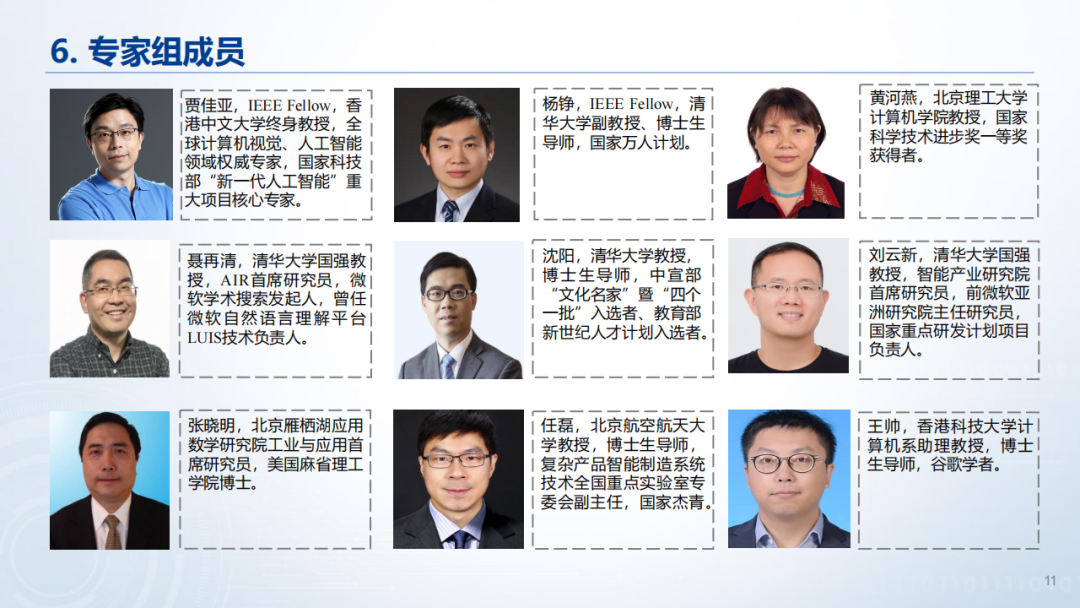 6. 专家组成员
贾佳亚，IEEE Fellow，香
港中文大学终身教授，全
球计算机视觉、人工智能
领域权威专家，国家科技
部“新一代人工智能”重
大项目核心专家。
杨铮，IEEE Fellow，清
华大学副教授、博士生
导师，国家万人计划。
黄河燕，北京理工大学
计算机学院教授，国家
科学技术进步奖一等奖
获得者。
聂再清，清华大学国强教
授，AIR首席研究员，微
软学术搜索发起人，曾任
微软自然语言理解平台
LUIS技术负责人。
沈阳，清华大学教授，
博士生导师，中宣部
“文化名家”暨“四个
一批”入选者、教育部
新世纪人才计划入选者。
刘云新，清华大学国强
教授，智能产业研究院
首席研究员，前微软亚
洲研究院主任研究员，
国家重点研发计划项目
负责人。
张晓明，北京雁栖湖应用
数学研究院工业与应用首
席研究员，美国麻省理工
学院博士。
任磊，北京航空航天大
学教授，博士生导师，
复杂产品智能制造系统
技术全国重点实验室专
委会副主任，国家杰青。
王帅，香港科技大学计
算机系助理教授，博士
生导师，谷歌学者。
11